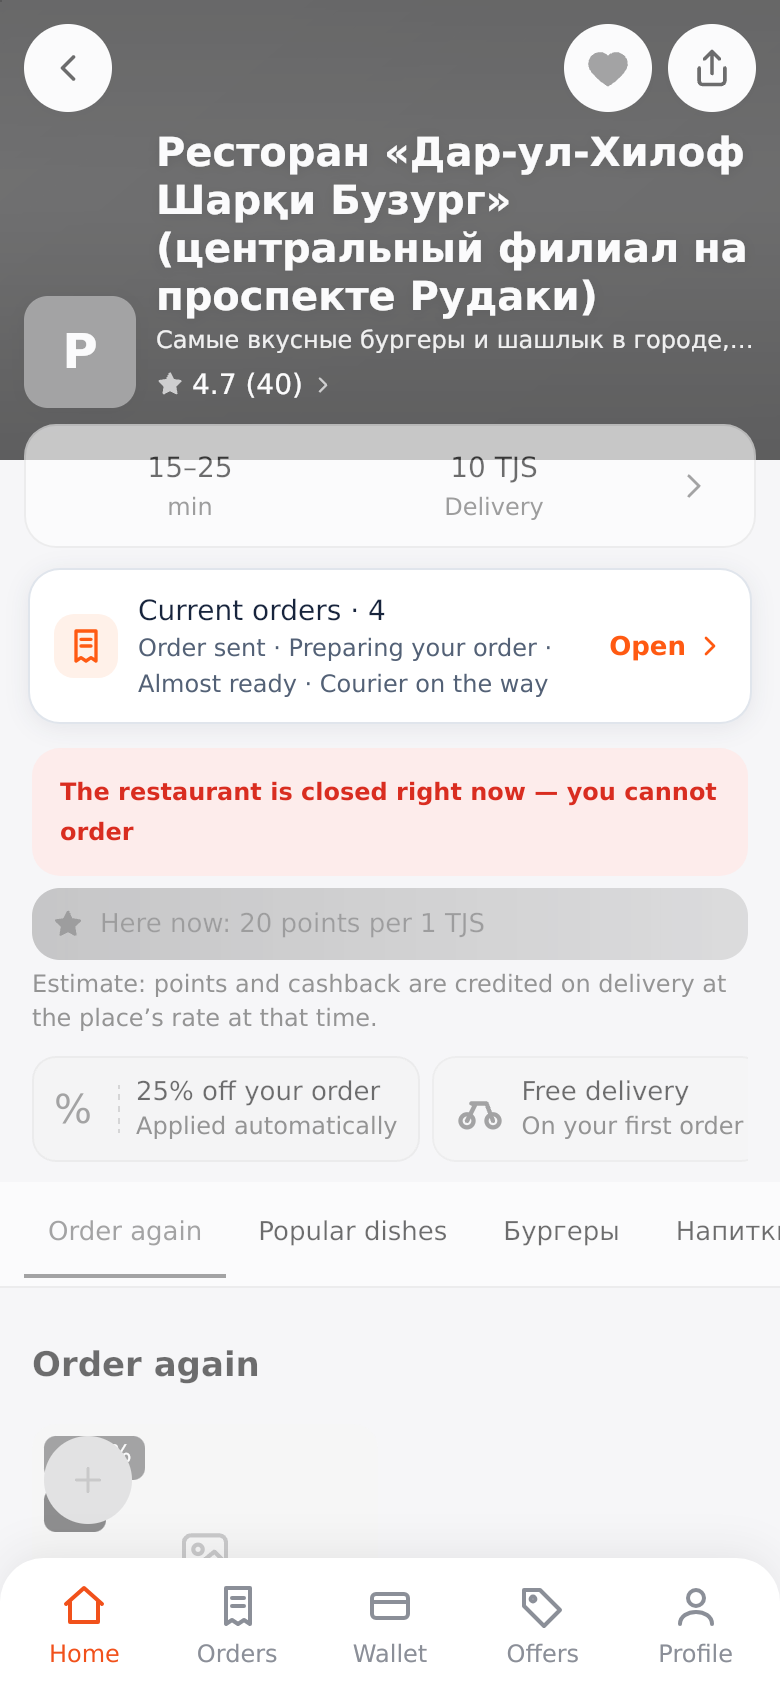 Ресторан «Дар-ул-Хилоф
Шарқи Бузург»
(центральный филиал на
проспекте Рудаки)
Р
Самые вкусные бургеры и шашлык в городе,…
4.7 (40)
15–25
min
10 TJS
Delivery
Current orders · 4
Order sent · Preparing your order ·
Almost ready · Courier on the way
Open
The restaurant is closed right now — you cannot
order
Here now: 20 points per 1 TJS
Estimate: points and cashback are credited on delivery at
the place’s rate at that time.
%
25% off your order
Applied automatically
Free delivery
On your first order
Order again
Popular dishes
Бургеры
Напитк
Order again
%
Home
Orders
Wallet
Offers
Profile